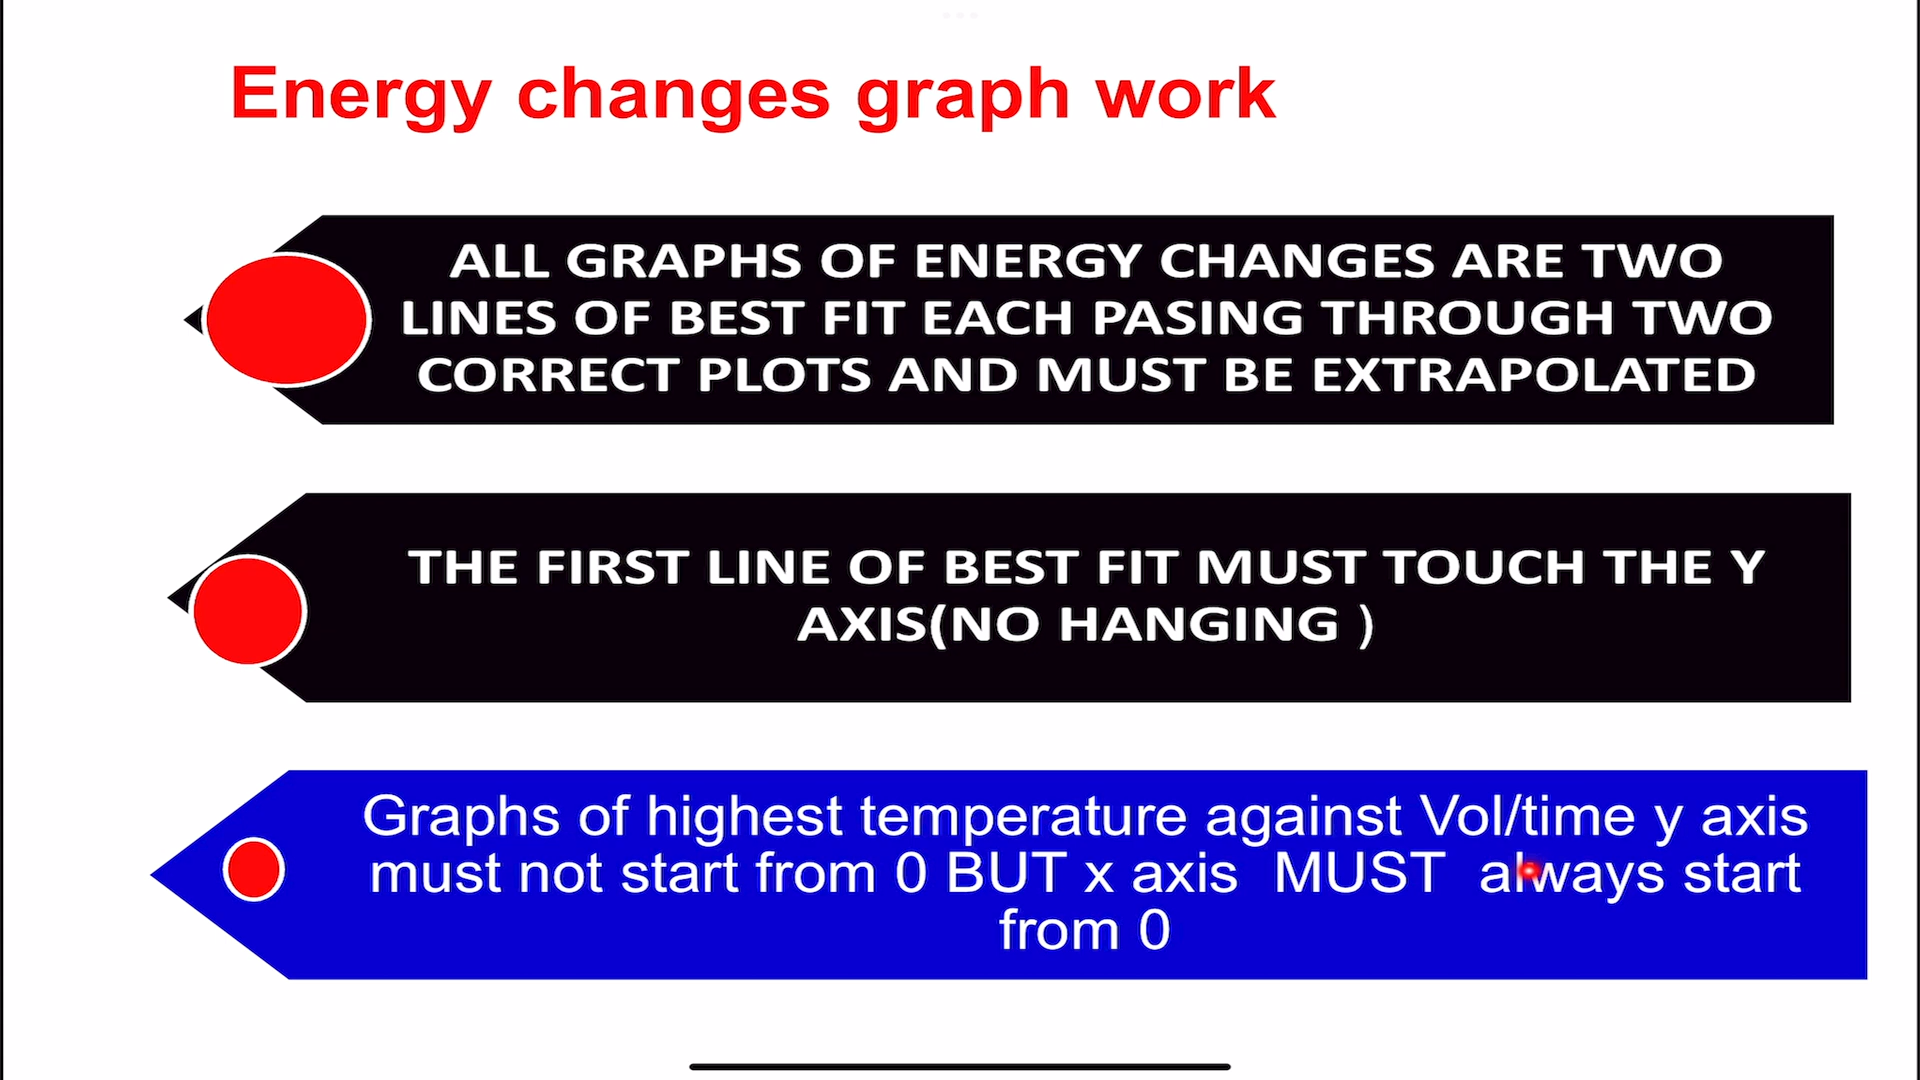 Energy changes graph work
ALL GRAPHS OF ENERGY CHANGES ARE TWO
LINES OF BEST FIT EACH PASING THROUGH TWO
CORRECT PLOTS AND MUST BE EXTRAPOLATED
THE FIRST LINE OF BEST FIT MUST TOUCH THE Y
AXIS(NO HANGING )
Graphs of highest temperature against Vol/time y axis
must not start from 0 BUT x axis MUST always start
from 0